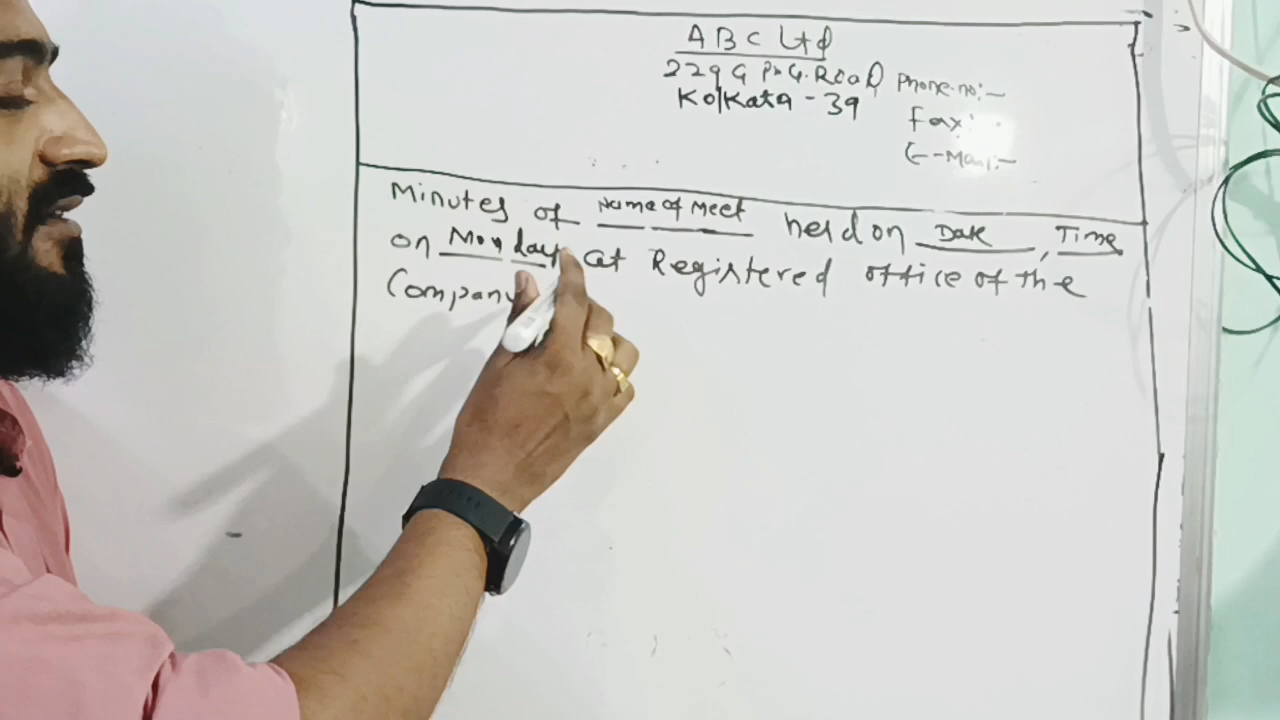 ABC Ltd
229 G P.G. Road
Kolkata - 39
Phone no:-
Fax:
E-Mail:-
Minutes of Name of Meet held on Date, Time
on Monday at Registered office of the
Company